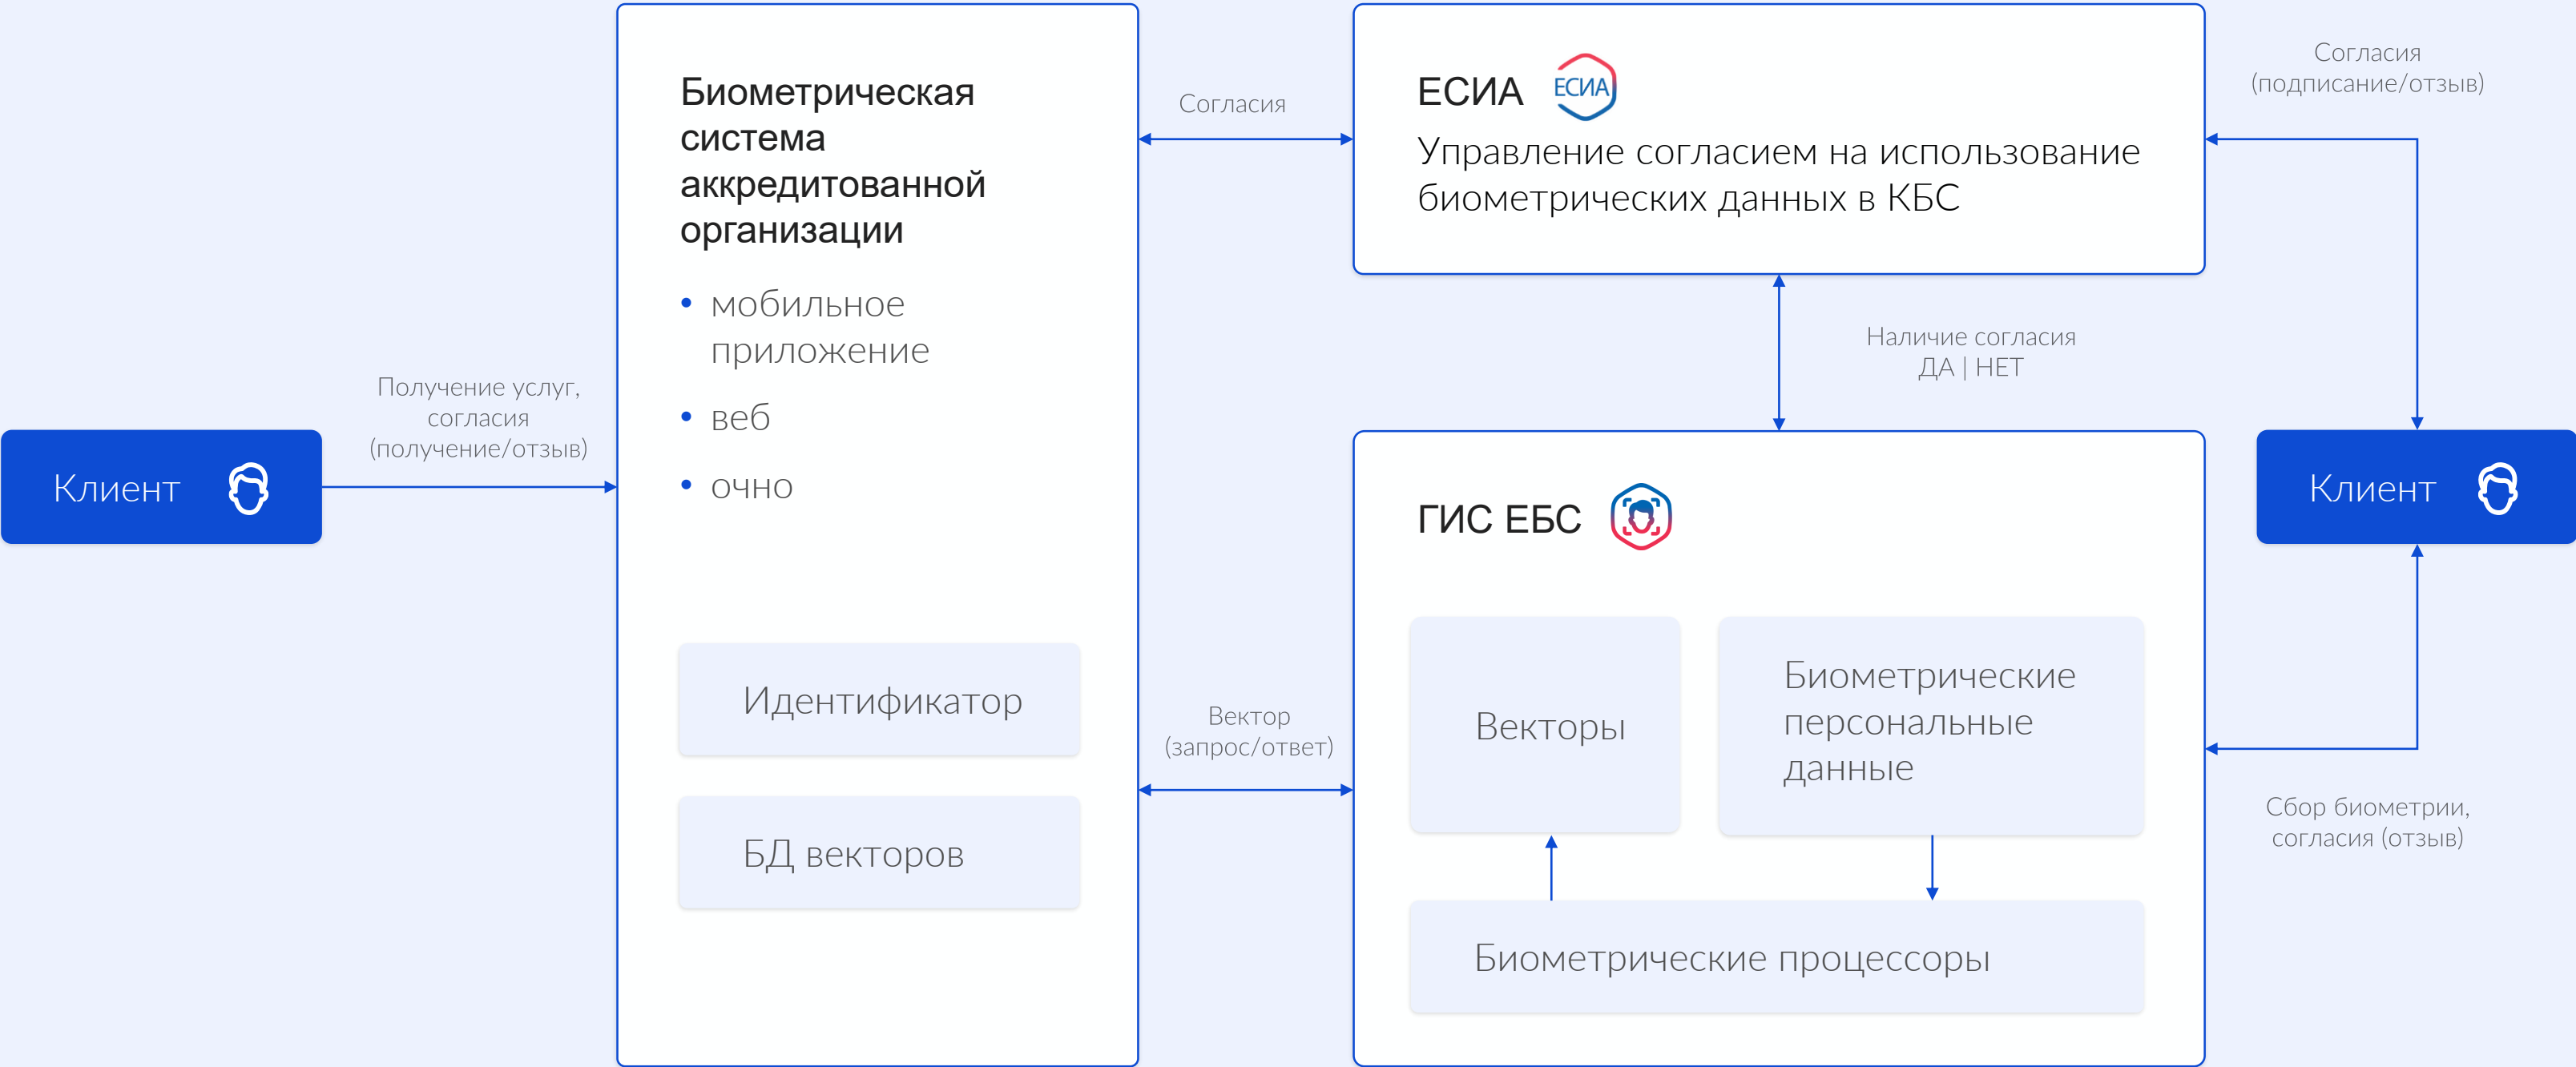 Клиент
Получение услуг,
согласия
(получение/отзыв)
Биометрическая
система
аккредитованной
организации
• мобильное
приложение
• веб
• очно
Идентификатор
БД векторов
Согласия
Вектор
(запрос/ответ)
ЕСИА
ЕСИА
Управление согласием на использование
биометрических данных в КБС
Наличие согласия
ДА | НЕТ
ГИС ЕБС
Векторы
Биометрические
персональные
данные
Биометрические процессоры
Согласия
(подписание/отзыв)
Клиент
Сбор биометрии,
согласия (отзыв)